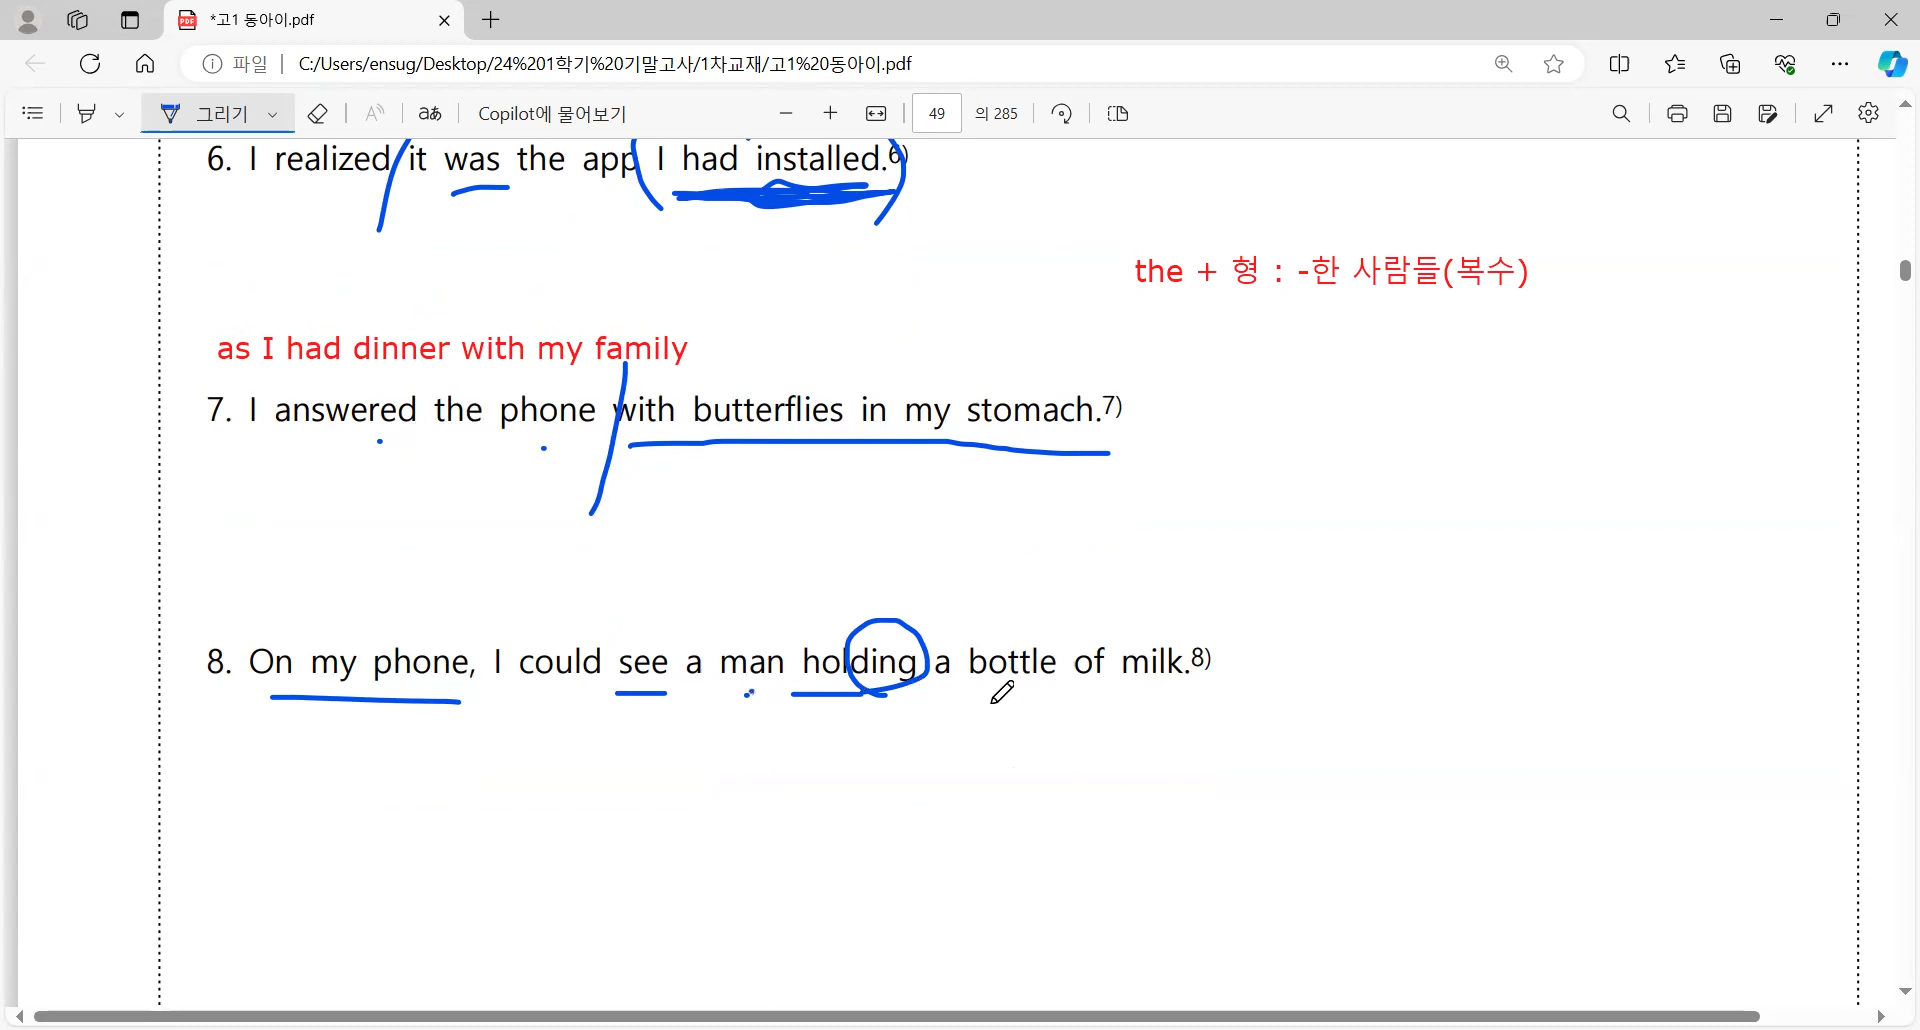 *고1 동아이.pdf
파일 C:/Users/ensug/Desktop/24%201학기%20기말고사/1차교재/고1%20동아이.pdf
그리기 aあ Copilot에 물어보기 49 의 285
6. I realized it was the app I had installed.6)
the + 형 : -한 사람들(복수)
as I had dinner with my family
7. I answered the phone with butterflies in my stomach.7)
8. On my phone, I could see a man holding a bottle of milk.8)